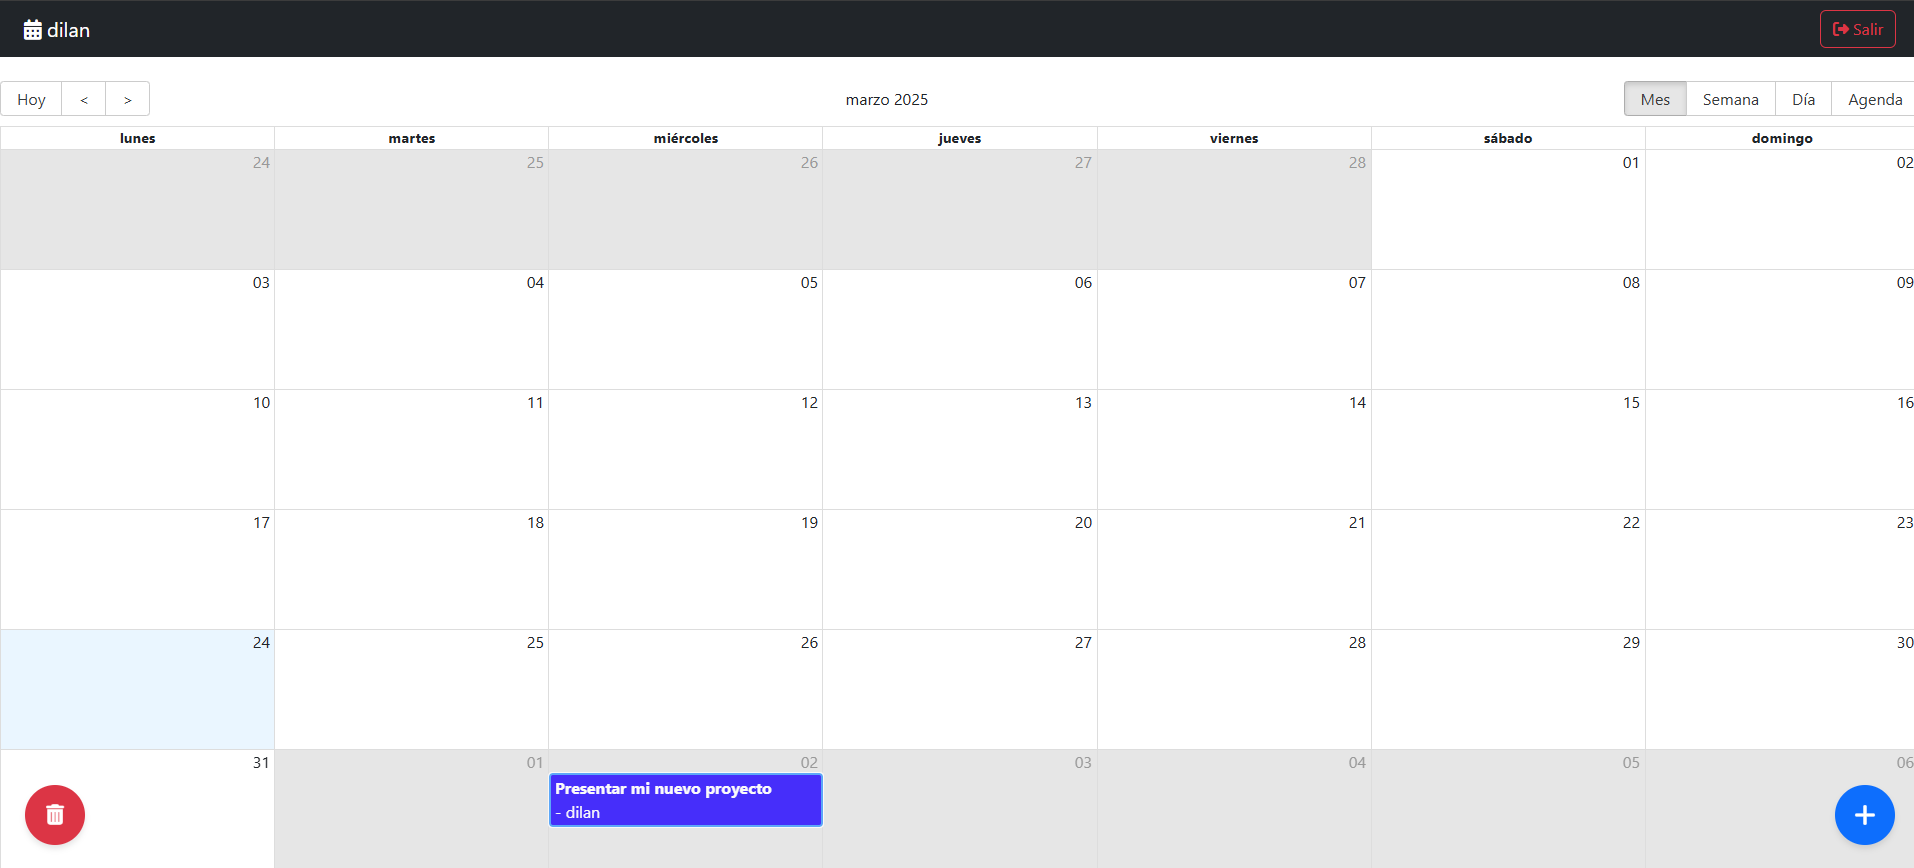 dilan
Salir
Hoy < > marzo 2025 Mes Semana Día Agenda
lunes martes miércoles jueves viernes sábado domingo
24 25 26 27 28 01 02
03 04 05 06 07 08 09
10 11 12 13 14 15 16
17 18 19 20 21 22 23
24 25 26 27 28 29 30
31 01 02 03 04 05 06
Presentar mi nuevo proyecto
- dilan